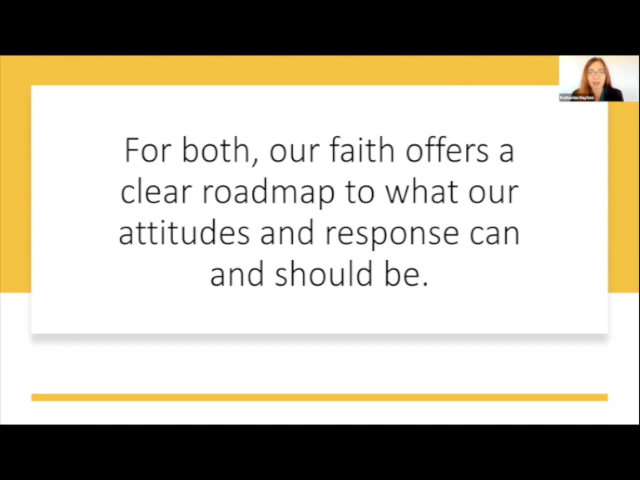 For both, our faith offers a
clear roadmap to what our
attitudes and response can
and should be.